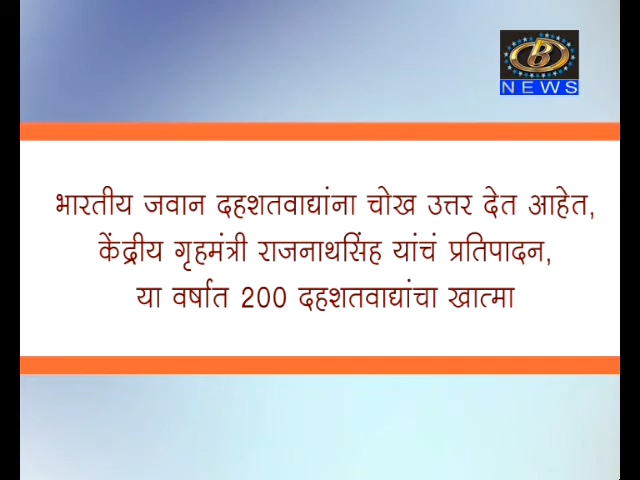 B
NEWS
भारतीय जवान दहशतवाद्यांना चोख उत्तर देत आहेत,
केंद्रीय गृहमंत्री राजनाथसिंह यांचं प्रतिपादन,
या वर्षात 200 दहशतवाद्यांचा खात्मा